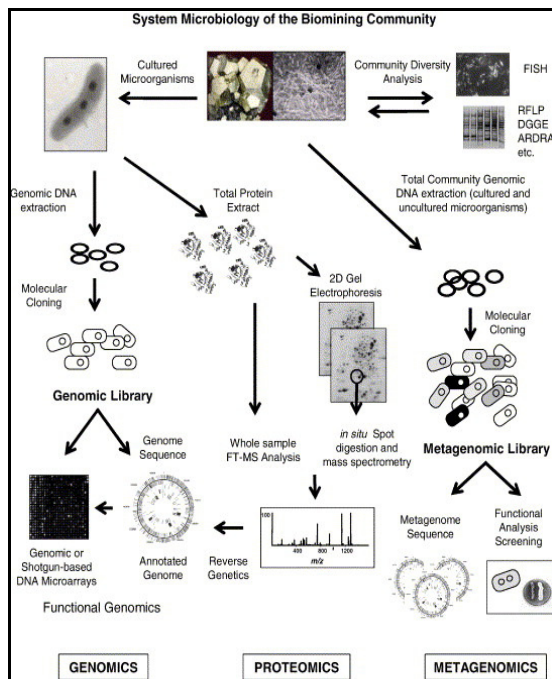 System Microbiology of the Biomining Community
Cultured
Microorganisms
Community Diversity
Analysis
FISH
RFLP
DGGE
ARDRA
etc.
Genomic DNA
extraction
Total Protein
Extract
Total Community Genomic
DNA extraction (cultured and
uncultured microorganisms)
2D Gel
Electrophoresis
Molecular
Cloning
Molecular
Cloning
Genomic Library
Genome
Sequence
Whole sample
FT-MS Analysis
in situ Spot
digestion and
mass spectrometry
Metagenomic Library
Metagenome
Sequence
Functional
Analysis
Screening
100
400
800
1200
m/z
Genomic or
Shotgun-based
DNA Microarrays
Annotated
Genome
Reverse
Genetics
Functional Genomics
GENOMICS
PROTEOMICS
METAGENOMICS